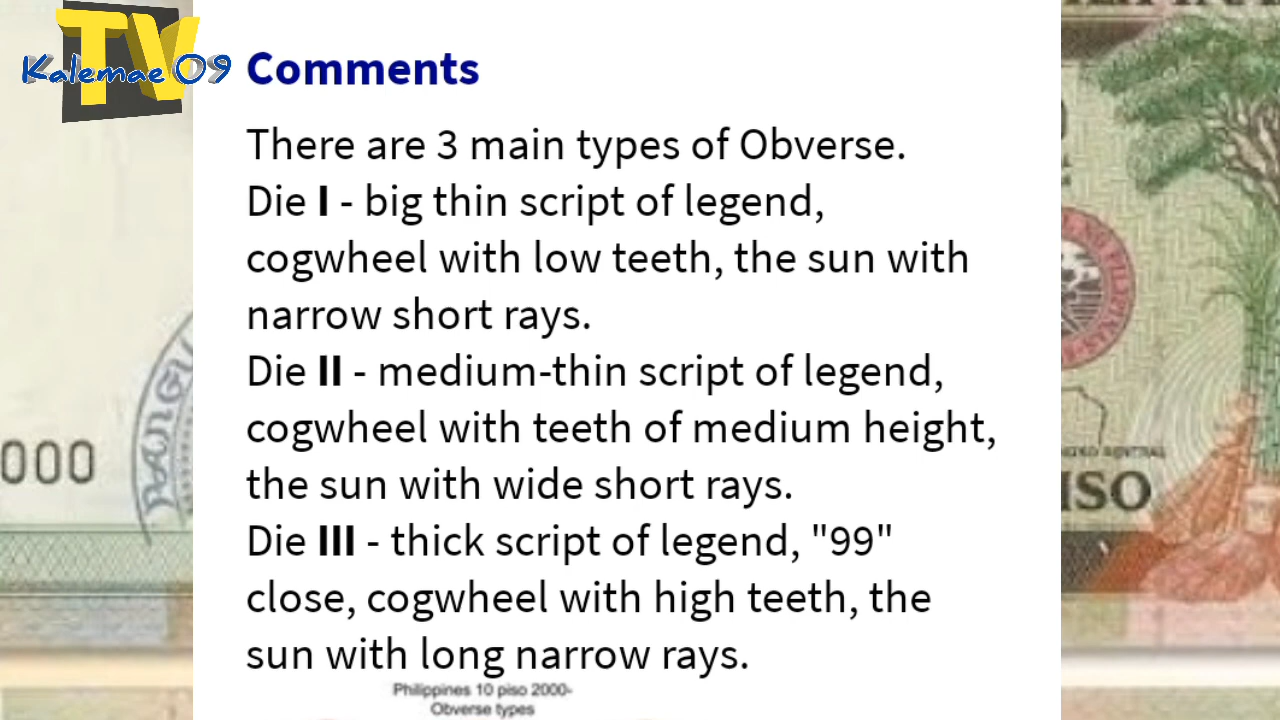 TV
Kalemae 09
Comments
There are 3 main types of Obverse.
Die I - big thin script of legend,
cogwheel with low teeth, the sun with
narrow short rays.
Die II - medium-thin script of legend,
cogwheel with teeth of medium height,
the sun with wide short rays.
Die III - thick script of legend, "99"
close, cogwheel with high teeth, the
sun with long narrow rays.
Philippines 10 piso 2000-
Obverse types
000
ISO